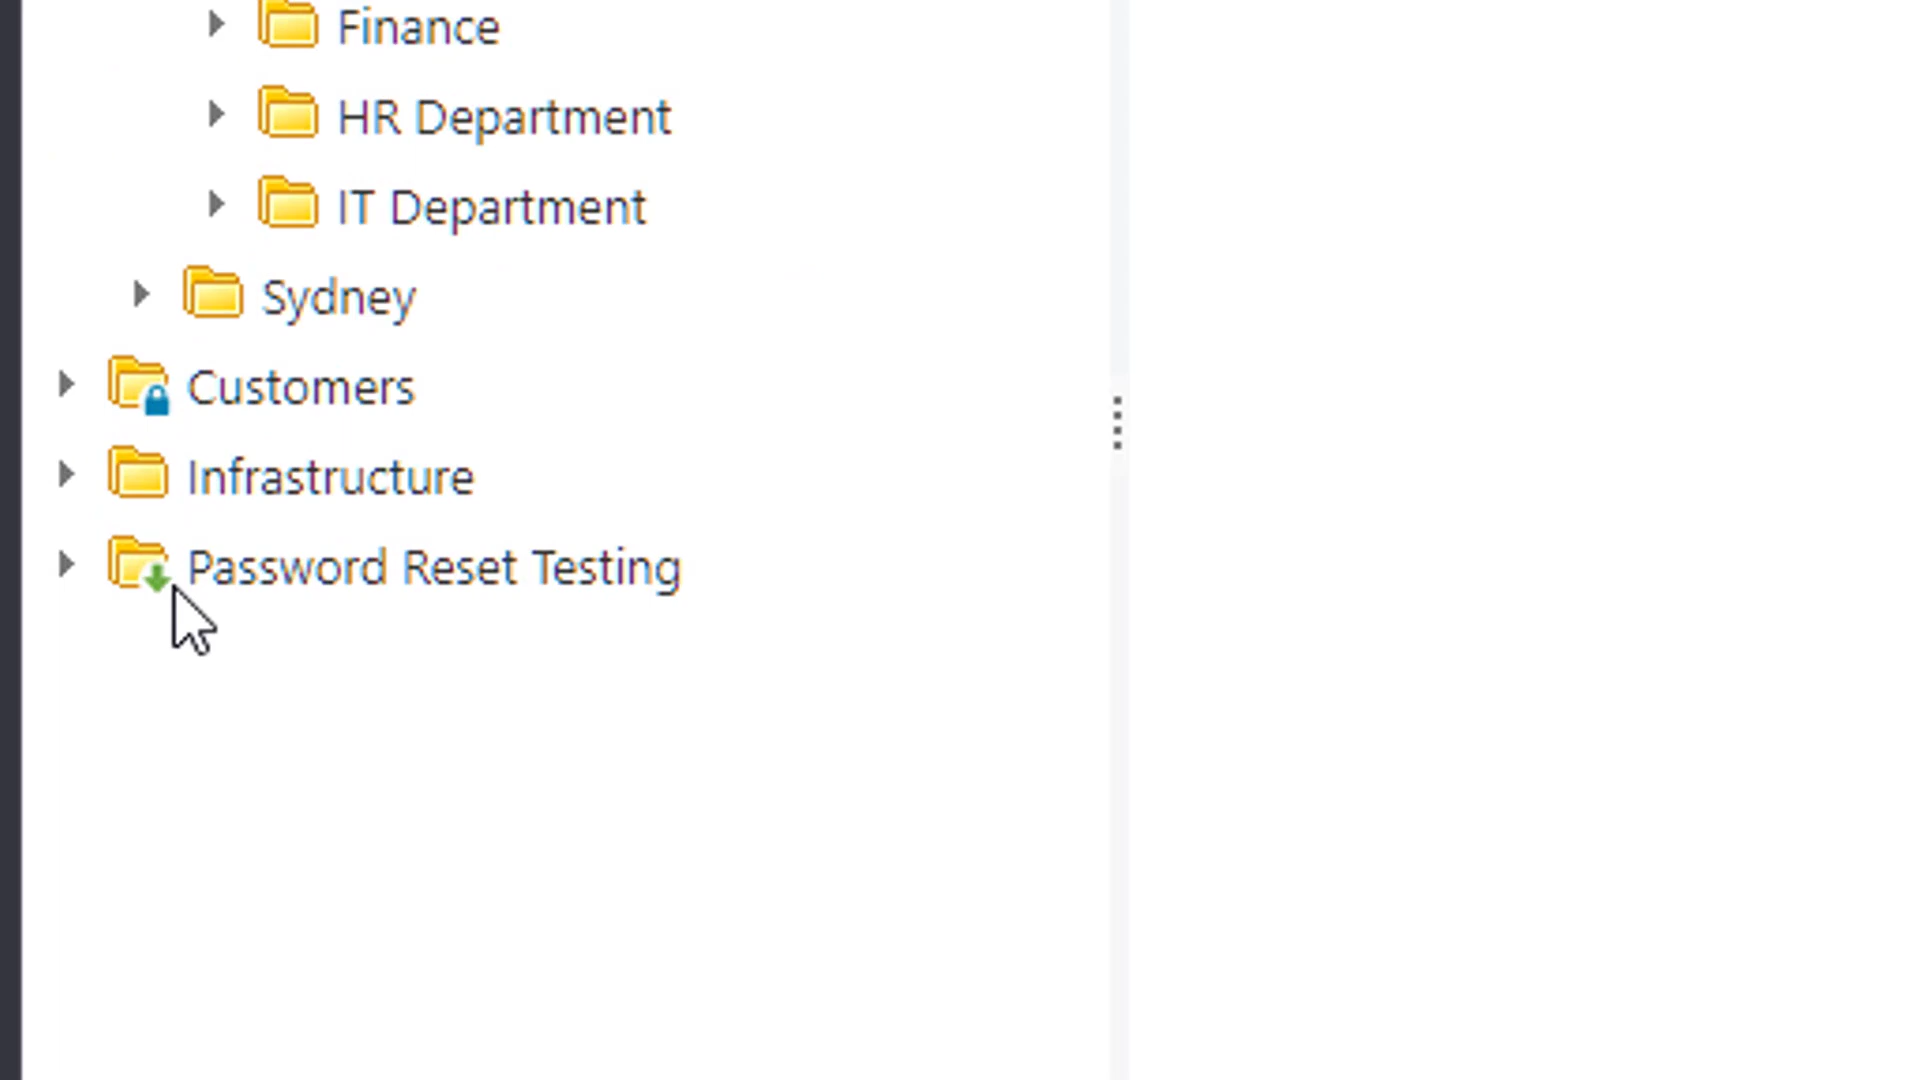 Finance
HR Department
IT Department
Sydney
Customers
Infrastructure
Password Reset Testing